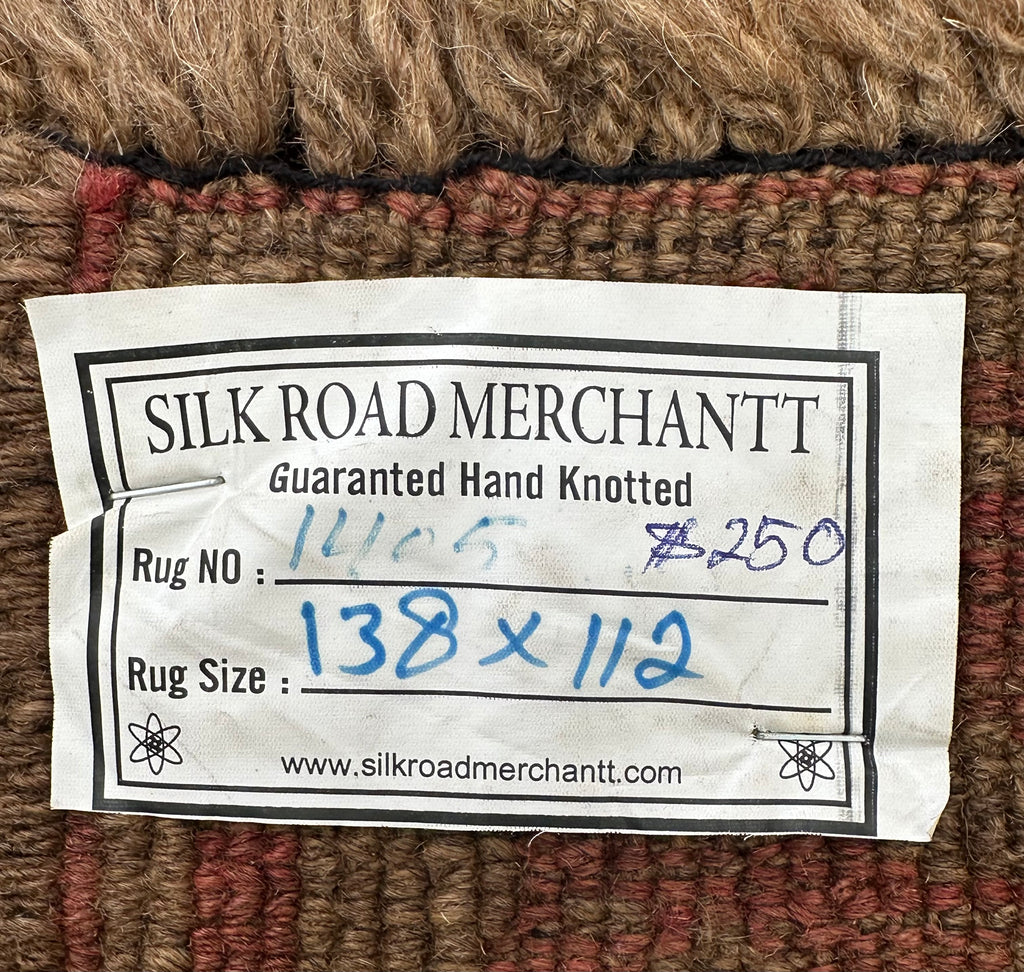 SILK ROAD MERCHANTT
Guaranted Hand Knotted
Rug NO : 1405 $250
Rug Size : 138 x 112
www.silkroadmerchantt.com